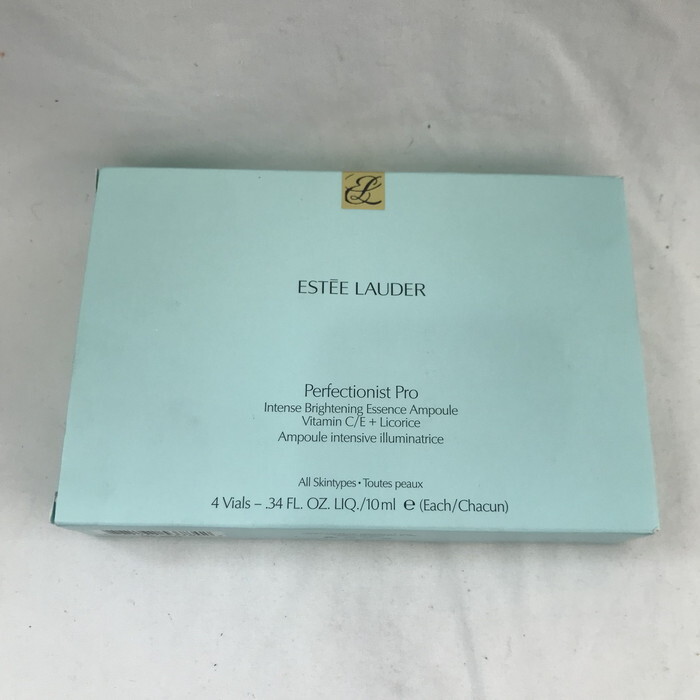 EL
ESTĒE LAUDER
Perfectionist Pro
Intense Brightening Essence Ampoule
Vitamin C/E + Licorice
Ampoule intensive illuminatrice
All Skintypes • Toutes peaux
4 Vials – .34 FL. OZ. LIQ./10 ml ℮ (Each/Chacun)